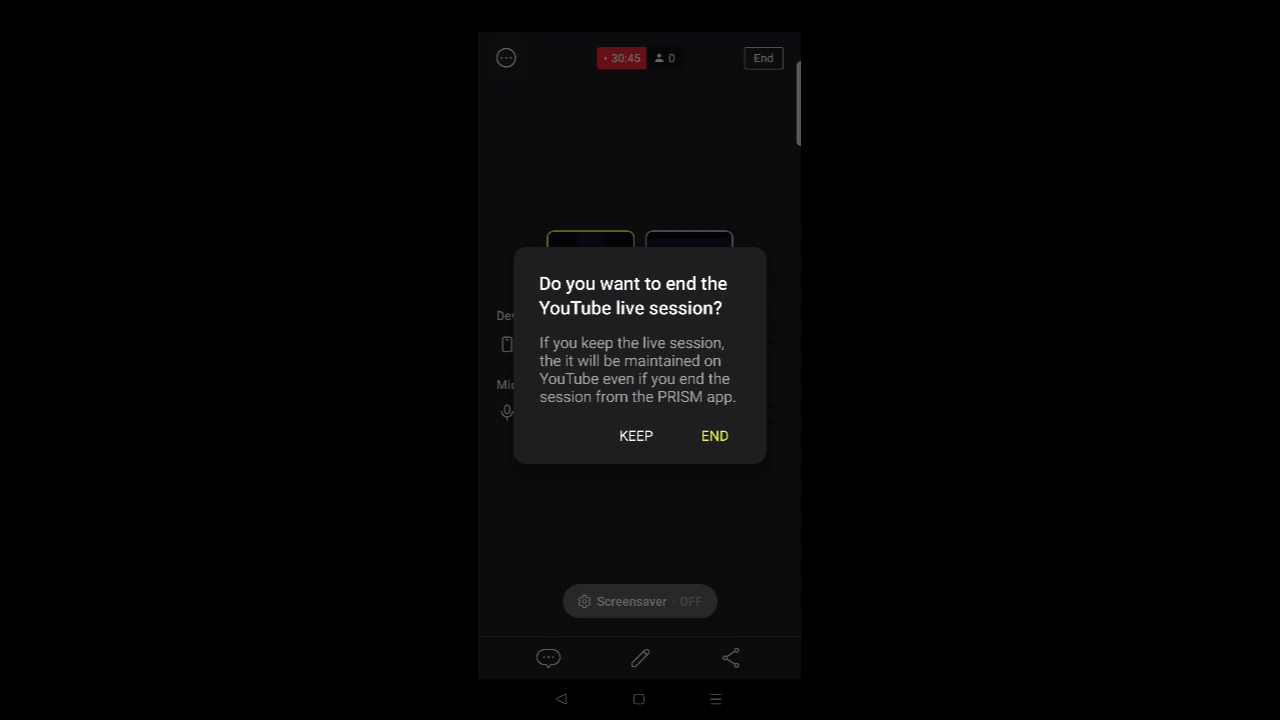 • 30:45 0 End
Do you want to end the
YouTube live session?
If you keep the live session,
the it will be maintained on
YouTube even if you end the
session from the PRISM app.
KEEP END
Dev
Mic
Screensaver · OFF